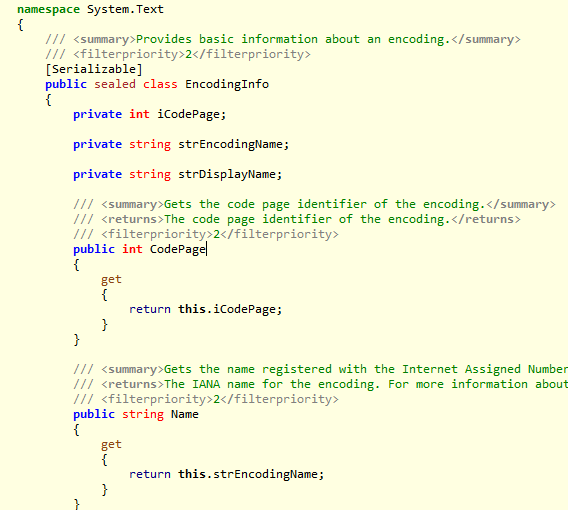 namespace System.Text
{
/// <summary>Provides basic information about an encoding.</summary>
/// <filterpriority>2</filterpriority>
[Serializable]
public sealed class EncodingInfo
{
private int iCodePage;
private string strEncodingName;
private string strDisplayName;
/// <summary>Gets the code page identifier of the encoding.</summary>
/// <returns>The code page identifier of the encoding.</returns>
/// <filterpriority>2</filterpriority>
public int CodePage
{
get
{
return this.iCodePage;
}
}
/// <summary>Gets the name registered with the Internet Assigned Number
/// <returns>The IANA name for the encoding. For more information about
/// <filterpriority>2</filterpriority>
public string Name
{
get
{
return this.strEncodingName;
}
}